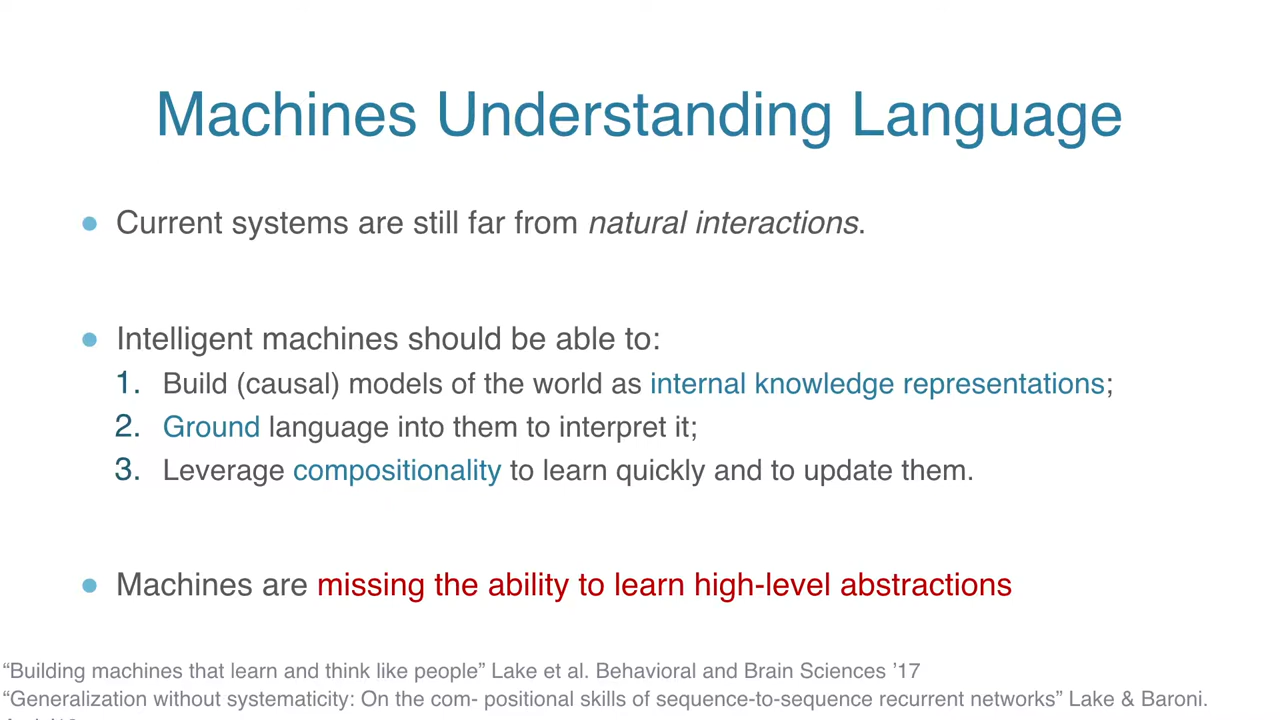 Machines Understanding Language
● Current systems are still far from natural interactions.
● Intelligent machines should be able to:
1. Build (causal) models of the world as internal knowledge representations;
2. Ground language into them to interpret it;
3. Leverage compositionality to learn quickly and to update them.
● Machines are missing the ability to learn high-level abstractions
“Building machines that learn and think like people” Lake et al. Behavioral and Brain Sciences ’17
“Generalization without systematicity: On the com- positional skills of sequence-to-sequence recurrent networks” Lake & Baroni.